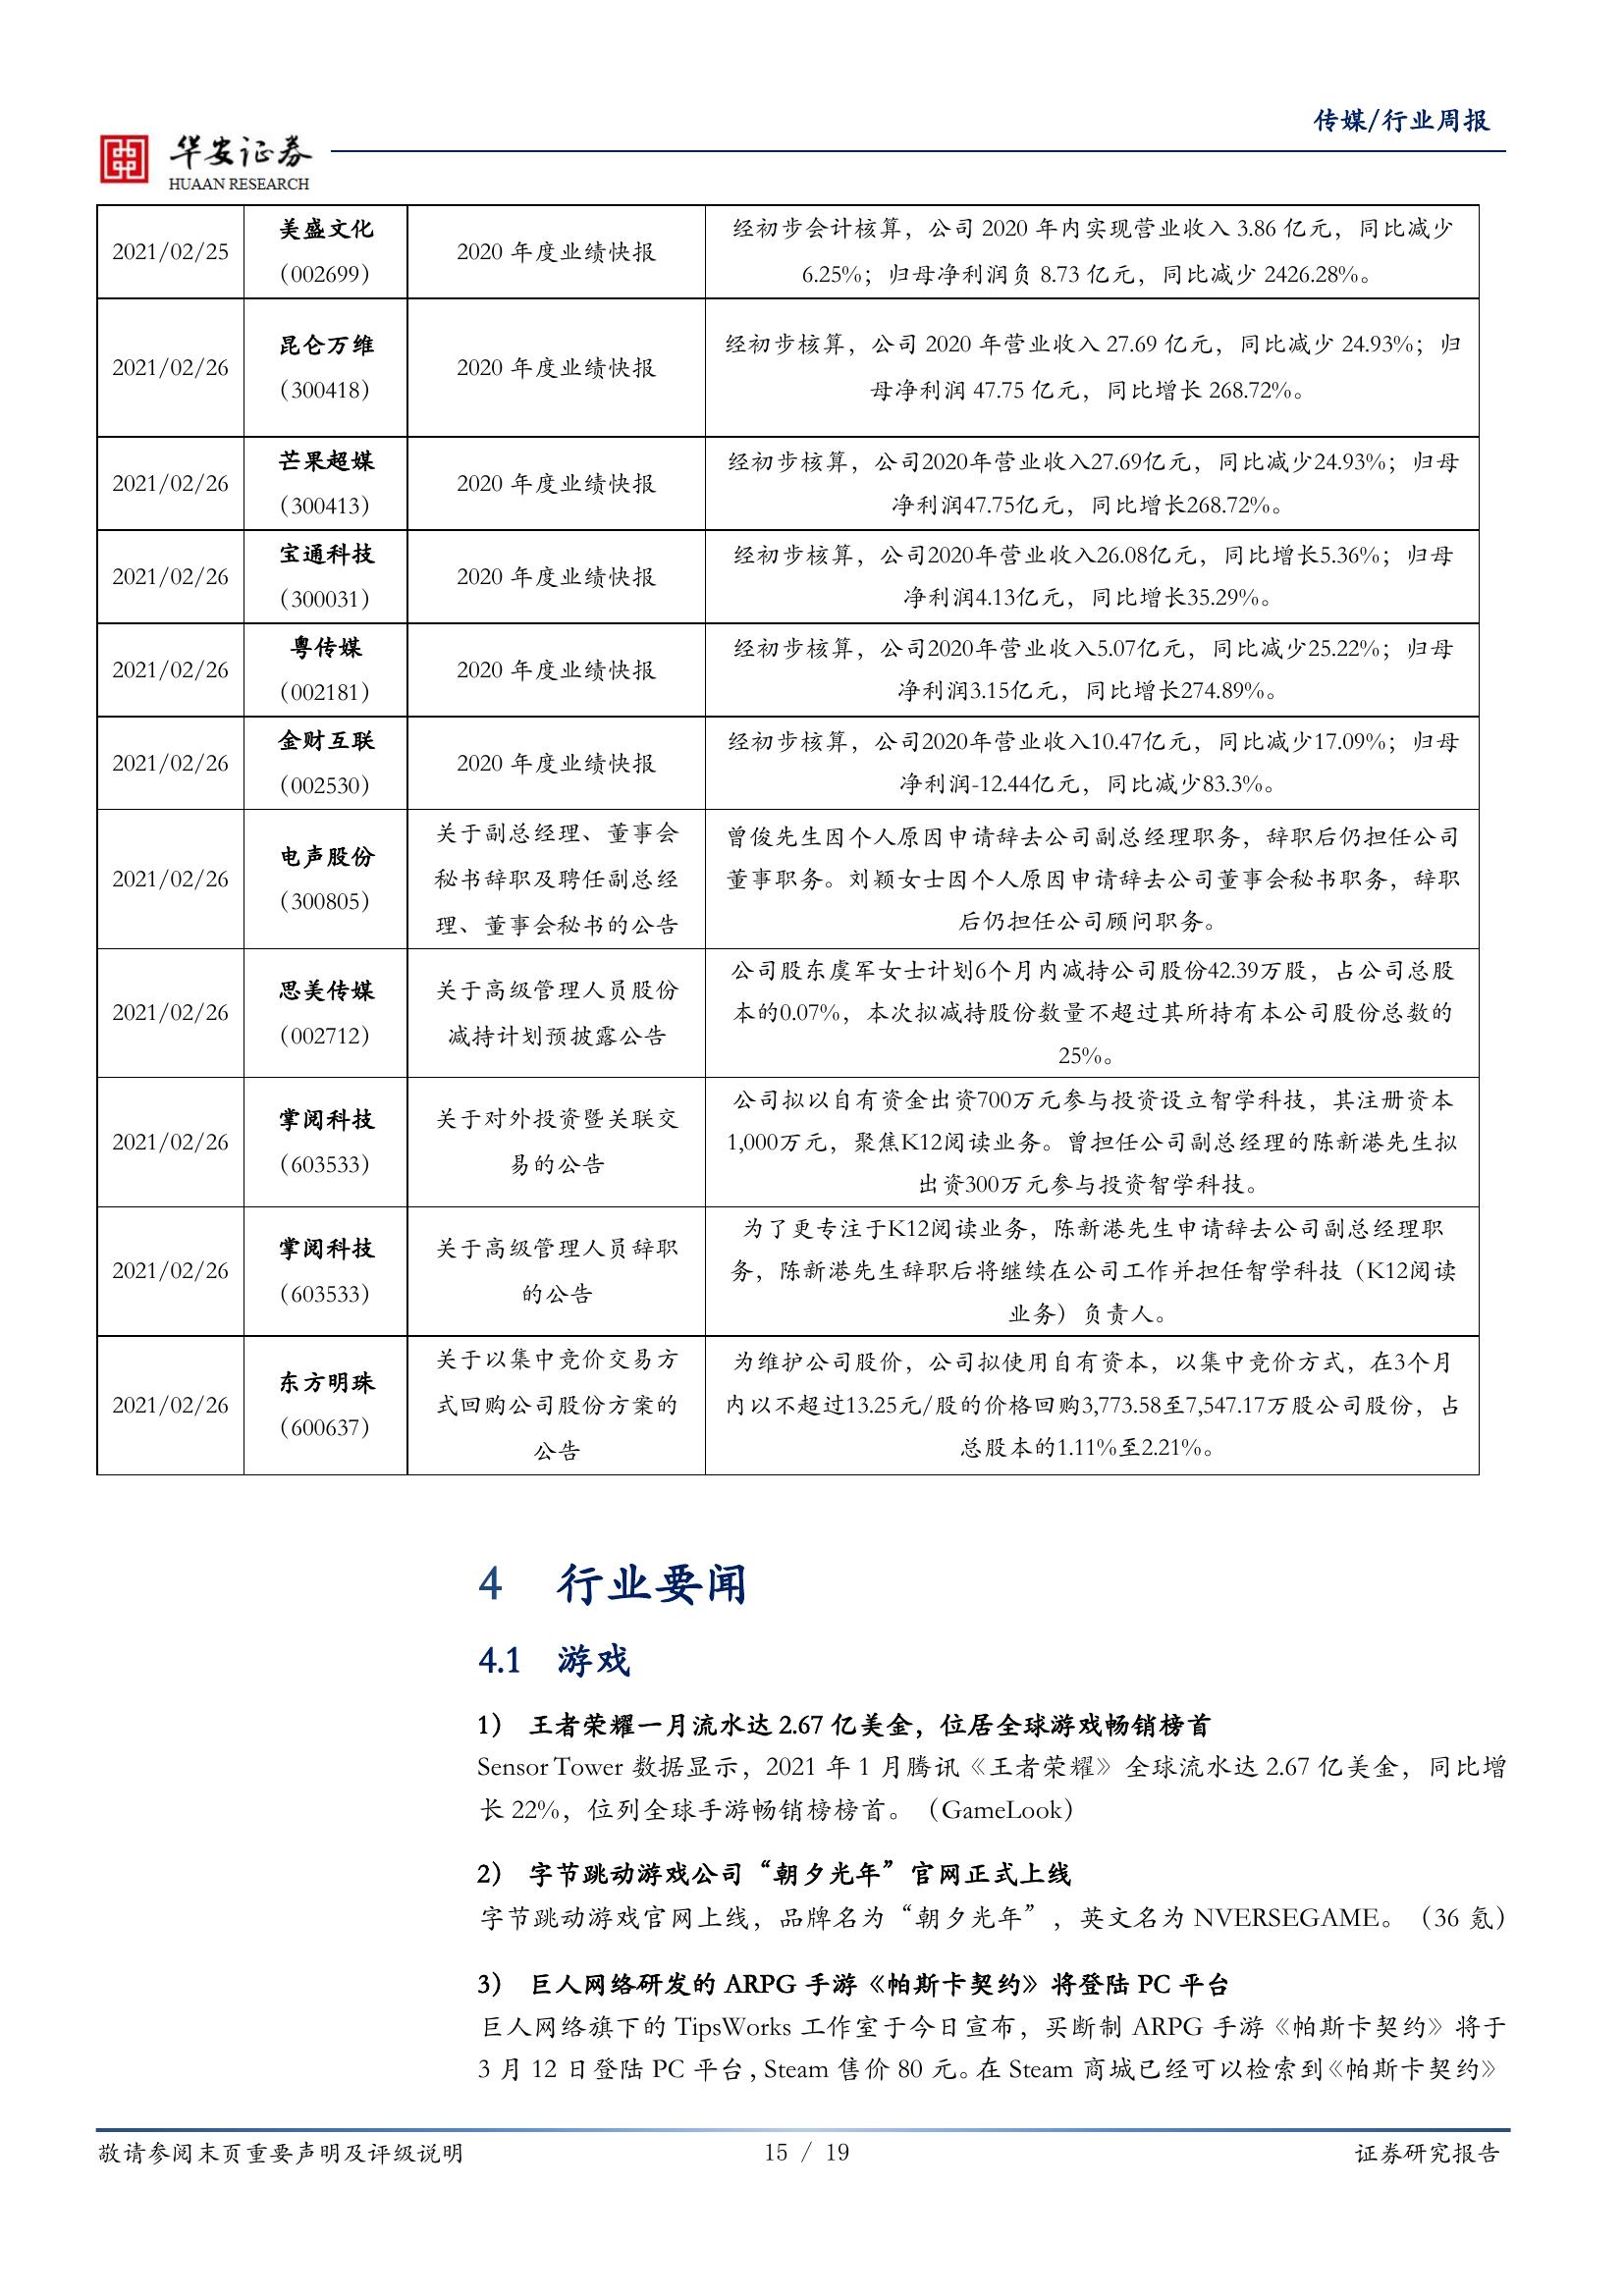 传媒/行业周报
华安证券
HUAAN RESEARCH
2021/02/25
美盛文化
（002699）
2020 年度业绩快报
经初步会计核算，公司 2020 年内实现营业收入 3.86 亿元，同比减少
6.25%；归母净利润负 8.73 亿元，同比减少 2426.28%。
2021/02/26
昆仑万维
（300418）
2020 年度业绩快报
经初步核算，公司 2020 年营业收入 27.69 亿元，同比减少 24.93%；归
母净利润 47.75 亿元，同比增长 268.72%。
2021/02/26
芒果超媒
（300413）
2020 年度业绩快报
经初步核算，公司2020年营业收入27.69亿元，同比减少24.93%；归母
净利润47.75亿元，同比增长268.72%。
2021/02/26
宝通科技
（300031）
2020 年度业绩快报
经初步核算，公司2020年营业收入26.08亿元，同比增长5.36%；归母
净利润4.13亿元，同比增长35.29%。
2021/02/26
粤传媒
（002181）
2020 年度业绩快报
经初步核算，公司2020年营业收入5.07亿元，同比减少25.22%；归母
净利润3.15亿元，同比增长274.89%。
2021/02/26
金财互联
（002530）
2020 年度业绩快报
经初步核算，公司2020年营业收入10.47亿元，同比减少17.09%；归母
净利润-12.44亿元，同比减少83.3%。
2021/02/26
电声股份
（300805）
关于副总经理、董事会
秘书辞职及聘任副总经
理、董事会秘书的公告
曾俊先生因个人原因申请辞去公司副总经理职务，辞职后仍担任公司
董事职务。刘颖女士因个人原因申请辞去公司董事会秘书职务，辞职
后仍担任公司顾问职务。
2021/02/26
思美传媒
（002712）
关于高级管理人员股份
减持计划预披露公告
公司股东虞军女士计划6个月内减持公司股份42.39万股，占公司总股
本的0.07%，本次拟减持股份数量不超过其所持有本公司股份总数的
25%。
2021/02/26
掌阅科技
（603533）
关于对外投资暨关联交
易的公告
公司拟以自有资金出资700万元参与投资设立智学科技，其注册资本
1,000万元，聚焦K12阅读业务。曾担任公司副总经理的陈新港先生拟
出资300万元参与投资智学科技。
2021/02/26
掌阅科技
（603533）
关于高级管理人员辞职
的公告
为了更专注于K12阅读业务，陈新港先生申请辞去公司副总经理职
务，陈新港先生辞职后将继续在公司工作并担任智学科技（K12阅读
业务）负责人。
2021/02/26
东方明珠
（600637）
关于以集中竞价交易方
式回购公司股份方案的
公告
为维护公司股价，公司拟使用自有资本，以集中竞价方式，在3个月
内以不超过13.25元/股的价格回购3,773.58至7,547.17万股公司股份，占
总股本的1.11%至2.21%。
4 行业要闻
4.1 游戏
1） 王者荣耀一月流水达 2.67 亿美金，位居全球游戏畅销榜首
Sensor Tower 数据显示，2021 年 1 月腾讯《王者荣耀》全球流水达 2.67 亿美金，同比增
长 22%，位列全球手游畅销榜榜首。（GameLook）
2） 字节跳动游戏公司“朝夕光年”官网正式上线
字节跳动游戏官网上线，品牌名为“朝夕光年”，英文名为 NVERSEGAME。（36 氪）
3） 巨人网络研发的 ARPG 手游《帕斯卡契约》将登陆 PC 平台
巨人网络旗下的 TipsWorks 工作室于今日宣布，买断制 ARPG 手游《帕斯卡契约》将于
3 月 12 日登陆 PC 平台，Steam 售价 80 元。在 Steam 商城已经可以检索到《帕斯卡契约》
敬请参阅末页重要声明及评级说明
15 / 19
证券研究报告